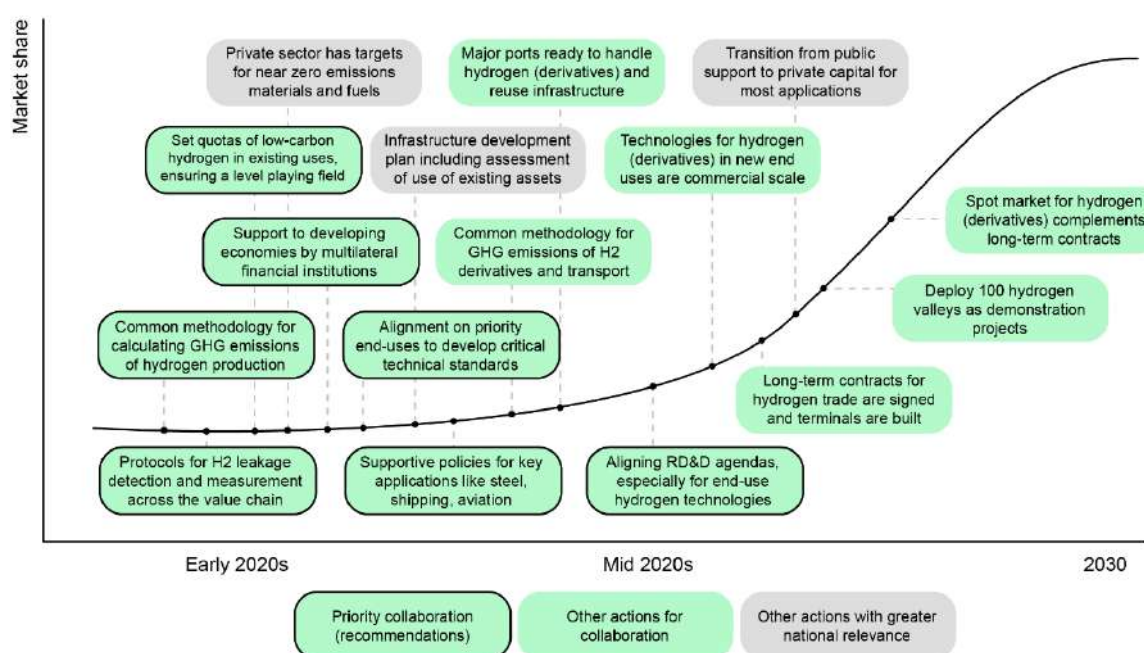 Market share
Private sector has targets
for near zero emissions
materials and fuels
Major ports ready to handle
hydrogen (derivatives) and
reuse infrastructure
Transition from public
support to private capital for
most applications
Set quotas of low-carbon
hydrogen in existing uses,
ensuring a level playing field
Infrastructure development
plan including assessment
of use of existing assets
Technologies for hydrogen
(derivatives) in new end
uses are commercial scale
Spot market for hydrogen
(derivatives) complements
long-term contracts
Support to developing
economies by multilateral
financial institutions
Common methodology for
GHG emissions of H2
derivatives and transport
Deploy 100 hydrogen
valleys as demonstration
projects
Common methodology for
calculating GHG emissions
of hydrogen production
Alignment on priority
end-uses to develop critical
technical standards
Long-term contracts for
hydrogen trade are signed
and terminals are built
Protocols for H2 leakage
detection and measurement
across the value chain
Supportive policies for key
applications like steel,
shipping, aviation
Aligning RD&D agendas,
especially for end-use
hydrogen technologies
Early 2020s
Mid 2020s
2030
Priority collaboration
(recommendations)
Other actions for
collaboration
Other actions with greater
national relevance